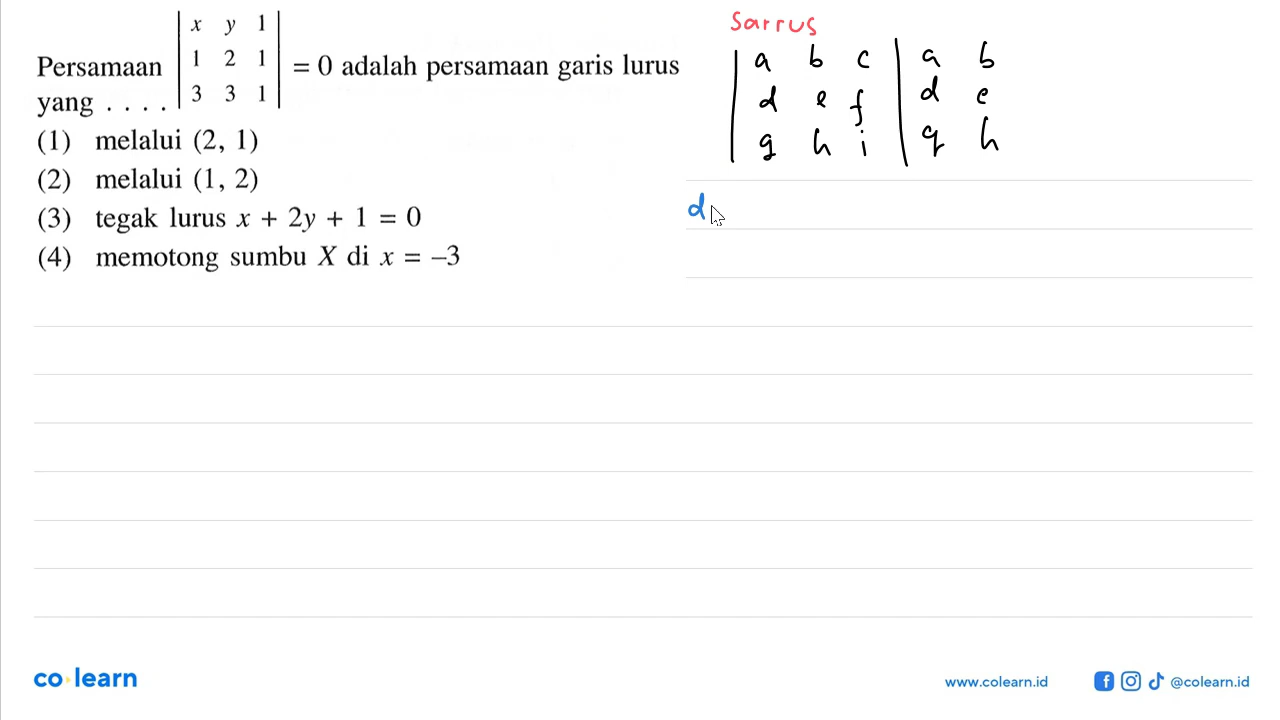 Persamaan | x y 1 | = 0 adalah persamaan garis lurus
| 1 2 1 |
| 3 3 1 |
yang . . . .
(1) melalui (2, 1)
(2) melalui (1, 2)
(3) tegak lurus x + 2y + 1 = 0
(4) memotong sumbu X di x = –3
Sarrus
| a b c | a b
| d e f | d e
| g h i | g h
d
co learn
www.colearn.id
@colearn.id